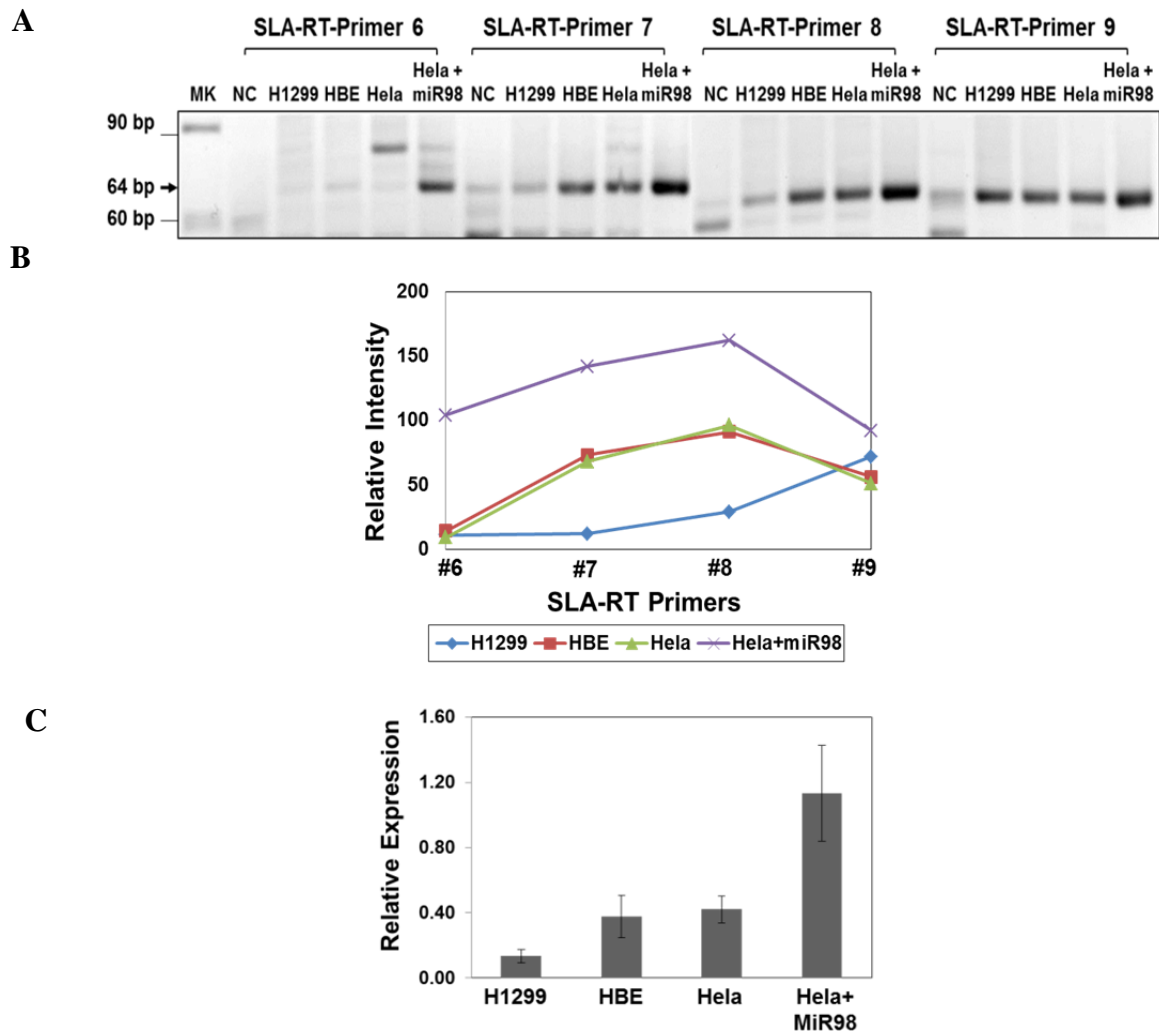 A
SLA-RT-Primer 6 SLA-RT-Primer 7 SLA-RT-Primer 8 SLA-RT-Primer 9
MK NC H1299 HBE Hela Hela + miR98 NC H1299 HBE Hela Hela + miR98 NC H1299 HBE Hela Hela + miR98 NC H1299 HBE Hela Hela + miR98
90 bp
64 bp
60 bp
B
Relative Intensity
200
150
100
50
0
#6 #7 #8 #9
SLA-RT Primers
H1299 HBE Hela Hela+miR98
C
Relative Expression
1.60
1.20
0.80
0.40
0.00
H1299 HBE Hela Hela+
MiR98